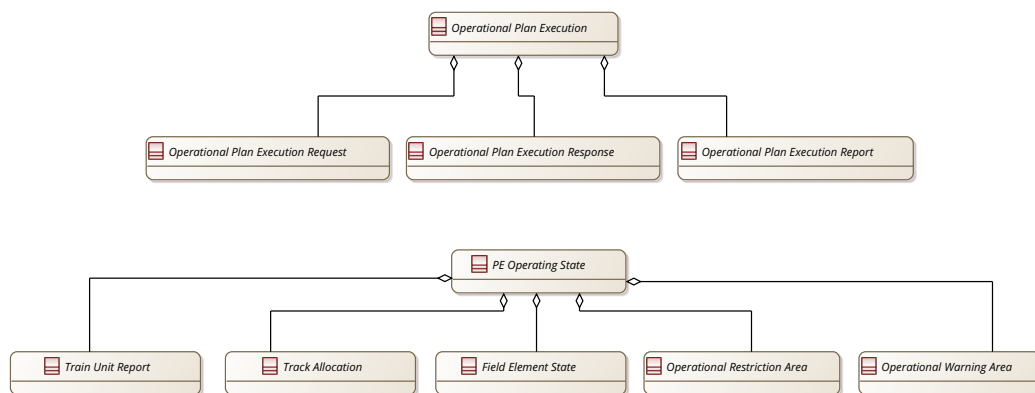 Operational Plan Execution
Operational Plan Execution Request
Operational Plan Execution Response
Operational Plan Execution Report
PE Operating State
Train Unit Report
Track Allocation
Field Element State
Operational Restriction Area
Operational Warning Area